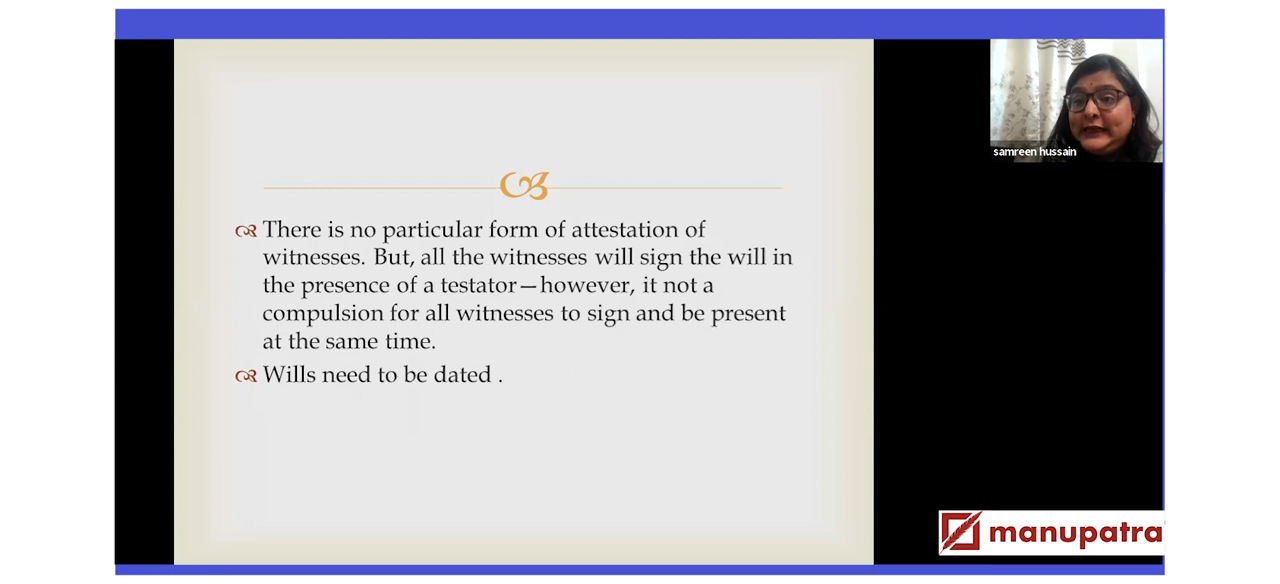 samreen hussain
There is no particular form of attestation of
witnesses. But, all the witnesses will sign the will in
the presence of a testator—however, it not a
compulsion for all witnesses to sign and be present
at the same time.
Wills need to be dated .
manupatra